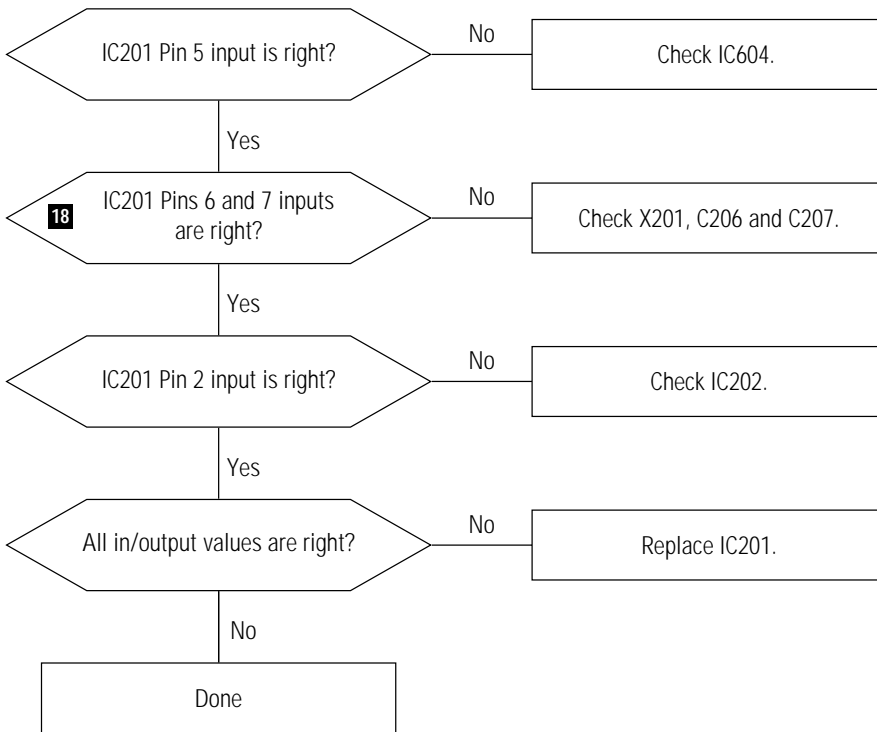 IC201 Pin 5 input is right?
No
Check IC604.
Yes
18
IC201 Pins 6 and 7 inputs
are right?
No
Check X201, C206 and C207.
Yes
IC201 Pin 2 input is right?
No
Check IC202.
Yes
All in/output values are right?
No
Replace IC201.
No
Done